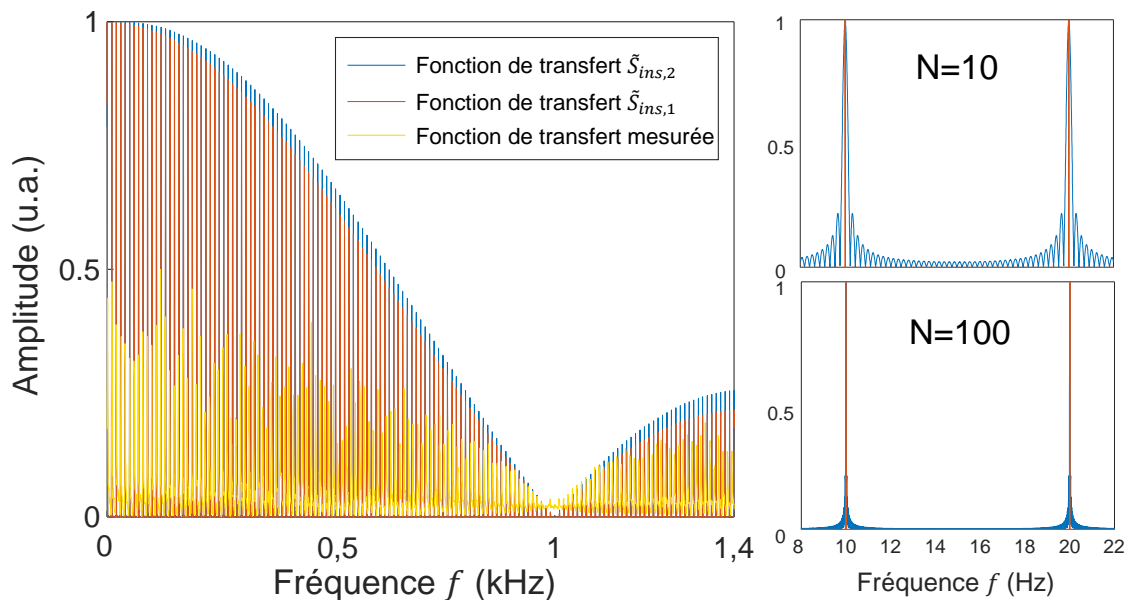 Amplitude (u.a.)
1
0.5
0
Fonction de transfert S̃ins,2
Fonction de transfert S̃ins,1
Fonction de transfert mesurée
0
0,5
1
1,4
Fréquence f (kHz)
1
0.5
0
N=10
1
0.5
0
N=100
8
10
12
14
16
18
20
22
Fréquence f (Hz)